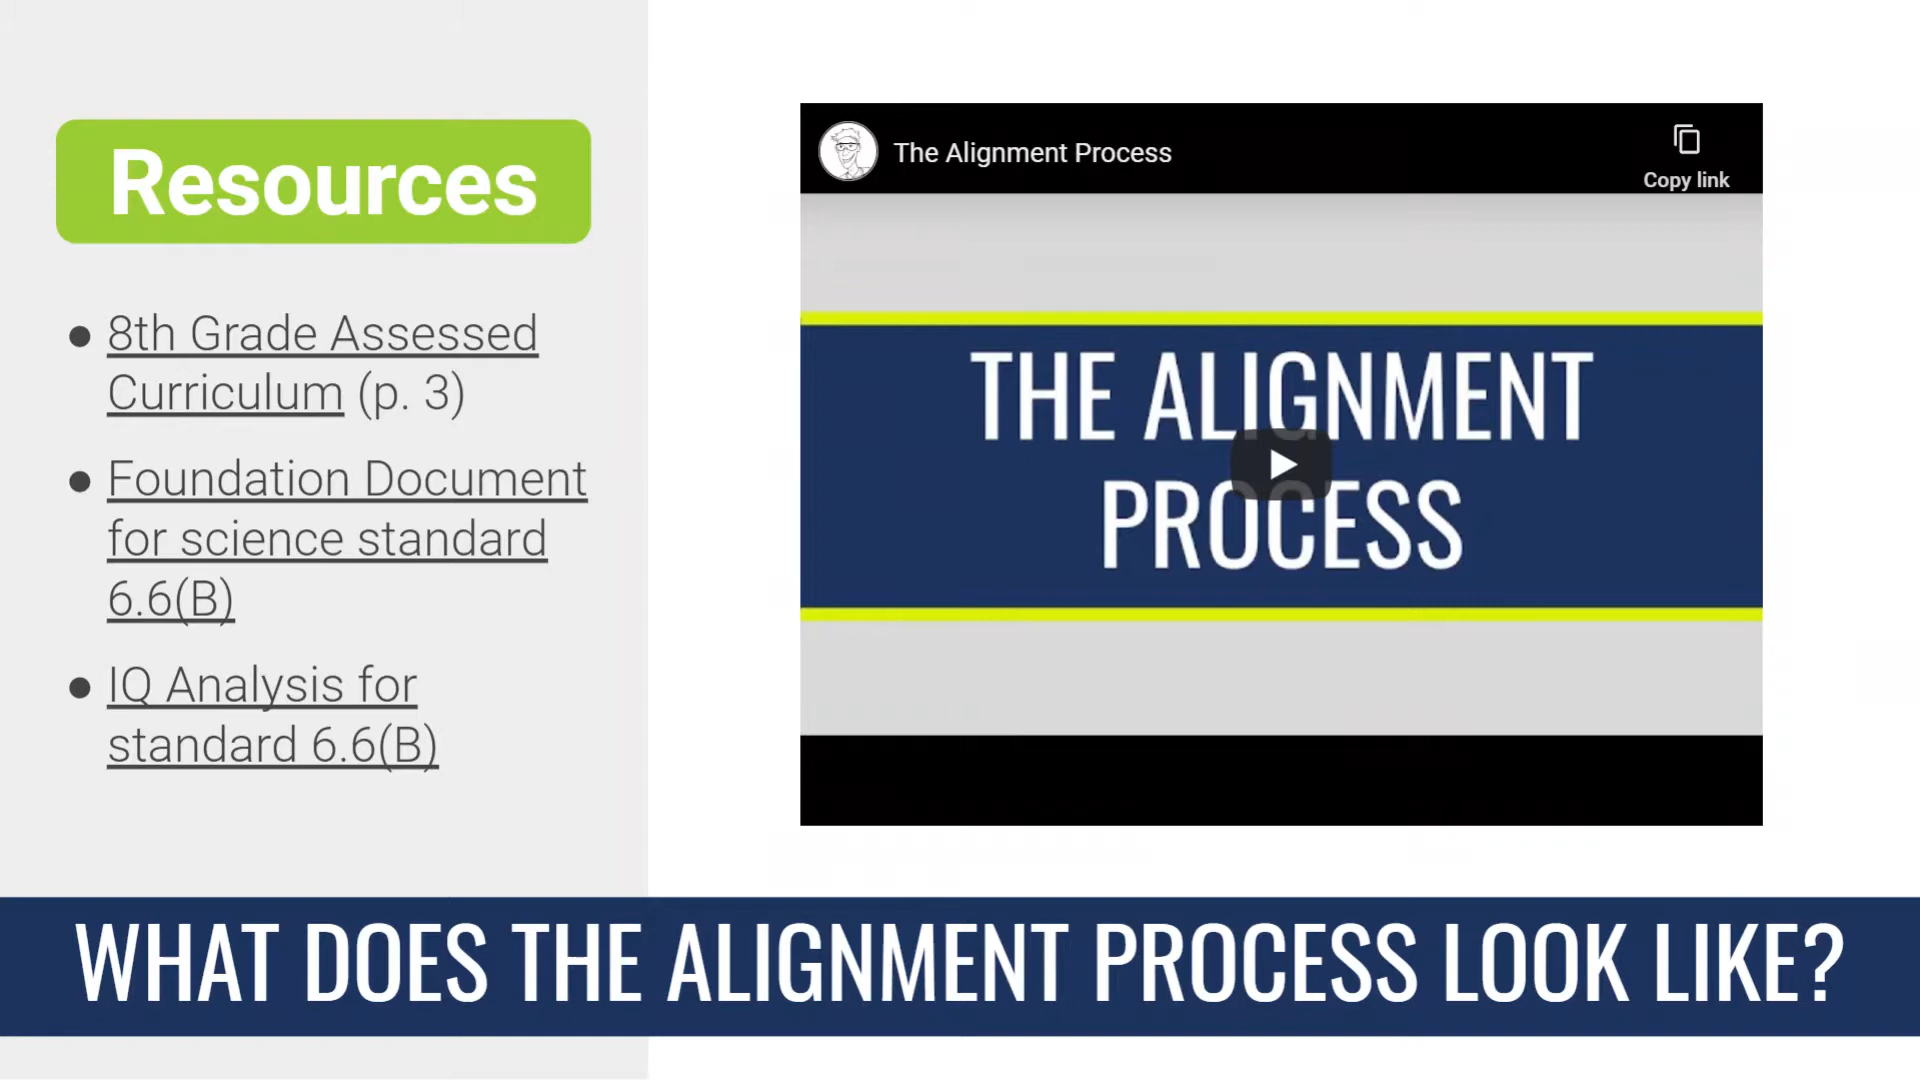 Resources
● 8th Grade Assessed
Curriculum (p. 3)
● Foundation Document
for science standard
6.6(B)
● IQ Analysis for
standard 6.6(B)
The Alignment Process
Copy link
THE ALIGNMENT
PROCESS
WHAT DOES THE ALIGNMENT PROCESS LOOK LIKE?